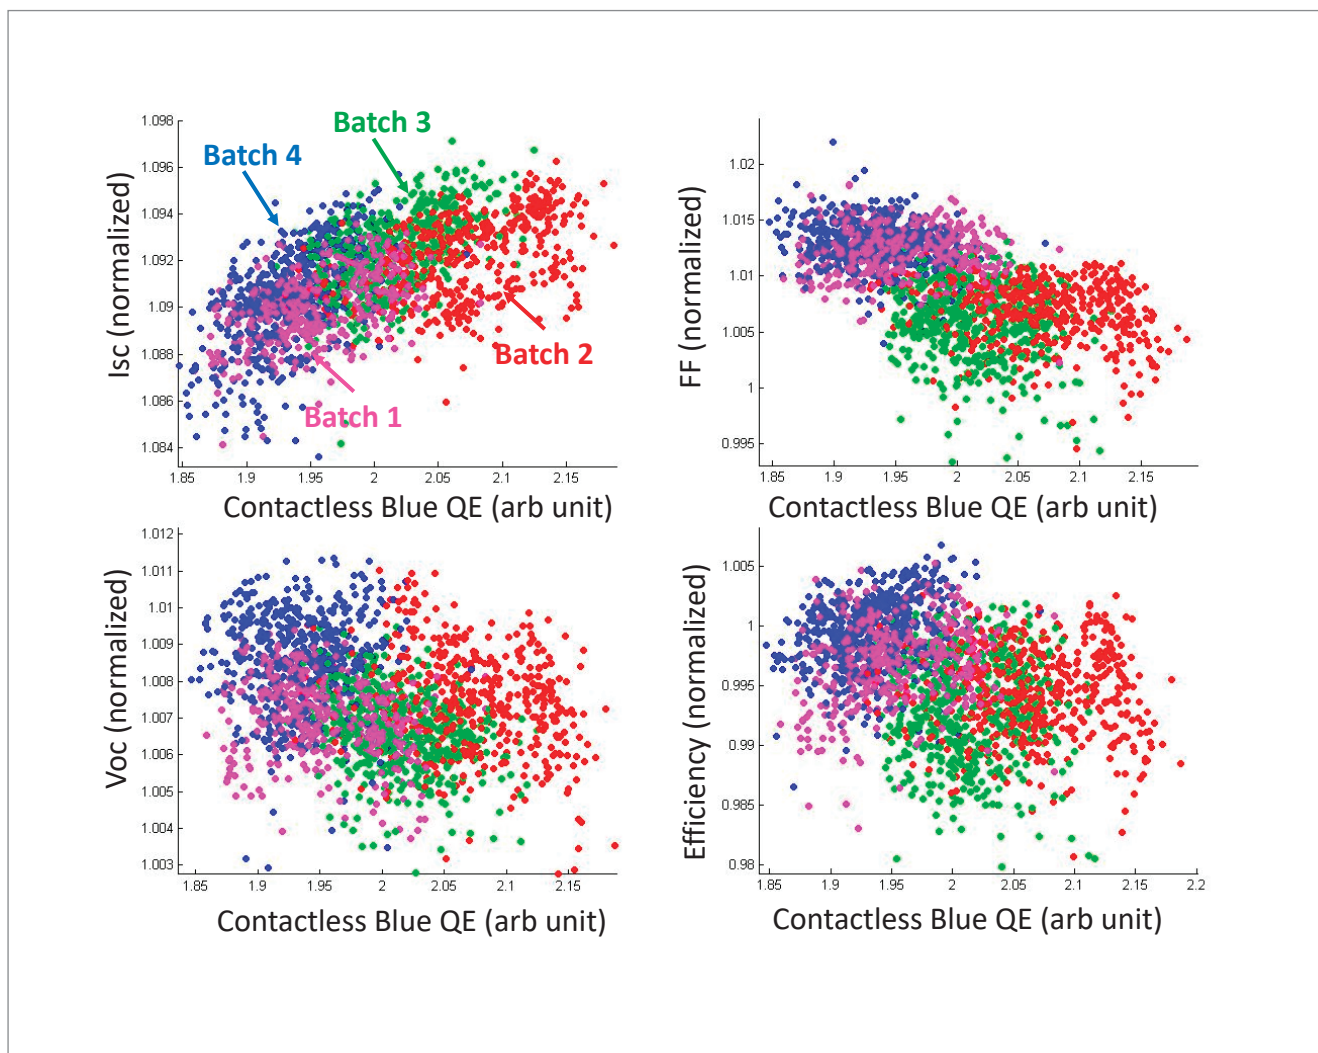 1.098
1.096
1.094
1.092
1.09
1.088
1.086
1.084
Isc (normalized)
Batch 3
Batch 4
Batch 2
Batch 1
1.85 1.9 1.95 2 2.05 2.1 2.15
Contactless Blue QE (arb unit)
1.02
1.015
1.01
1.005
1
0.995
FF (normalized)
1.85 1.9 1.95 2 2.05 2.1 2.15
Contactless Blue QE (arb unit)
1.012
1.011
1.01
1.009
1.008
1.007
1.006
1.005
1.004
1.003
Voc (normalized)
1.85 1.9 1.95 2 2.05 2.1 2.15
Contactless Blue QE (arb unit)
1.005
1
0.995
0.99
0.985
0.98
Efficiency (normalized)
1.85 1.9 1.95 2 2.05 2.1 2.15 2.2
Contactless Blue QE (arb unit)